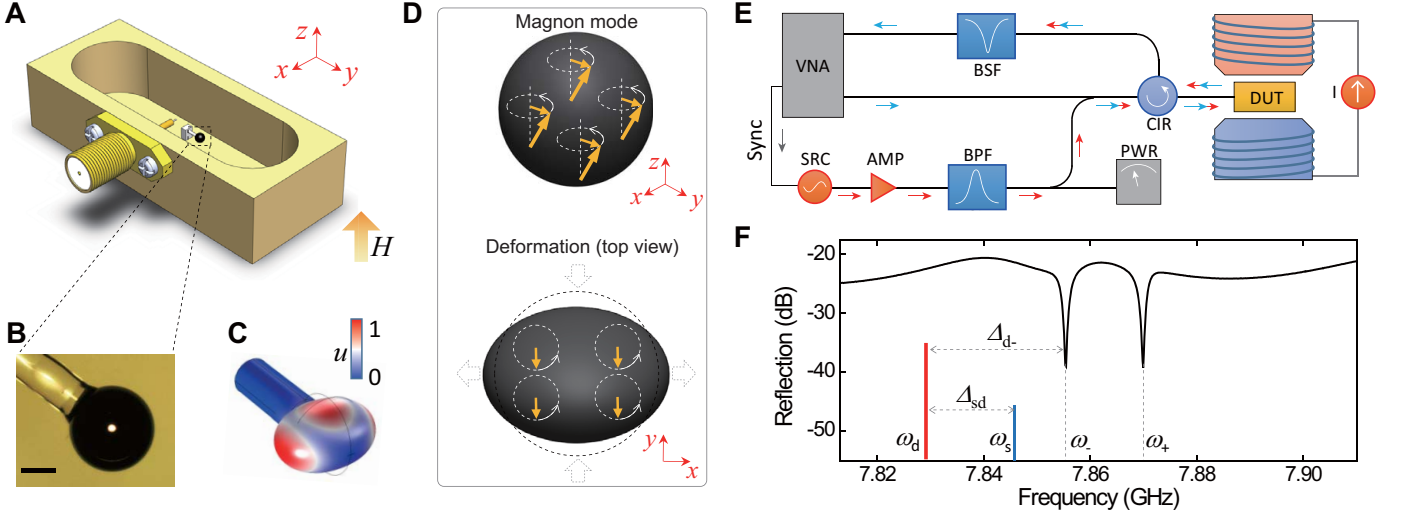 A
z
x
y
H
B
C
u
1
0
D
Magnon mode
z
x
y
Deformation (top view)
y
x
E
VNA
BSF
CIR
DUT
I
Sync
SRC
AMP
BPF
PWR
F
Reflection (dB)
-20
-30
-40
-50
Δd-
Δsd
ωd
ωs
ω-
ω+
7.82
7.84
7.86
7.88
7.90
Frequency (GHz)